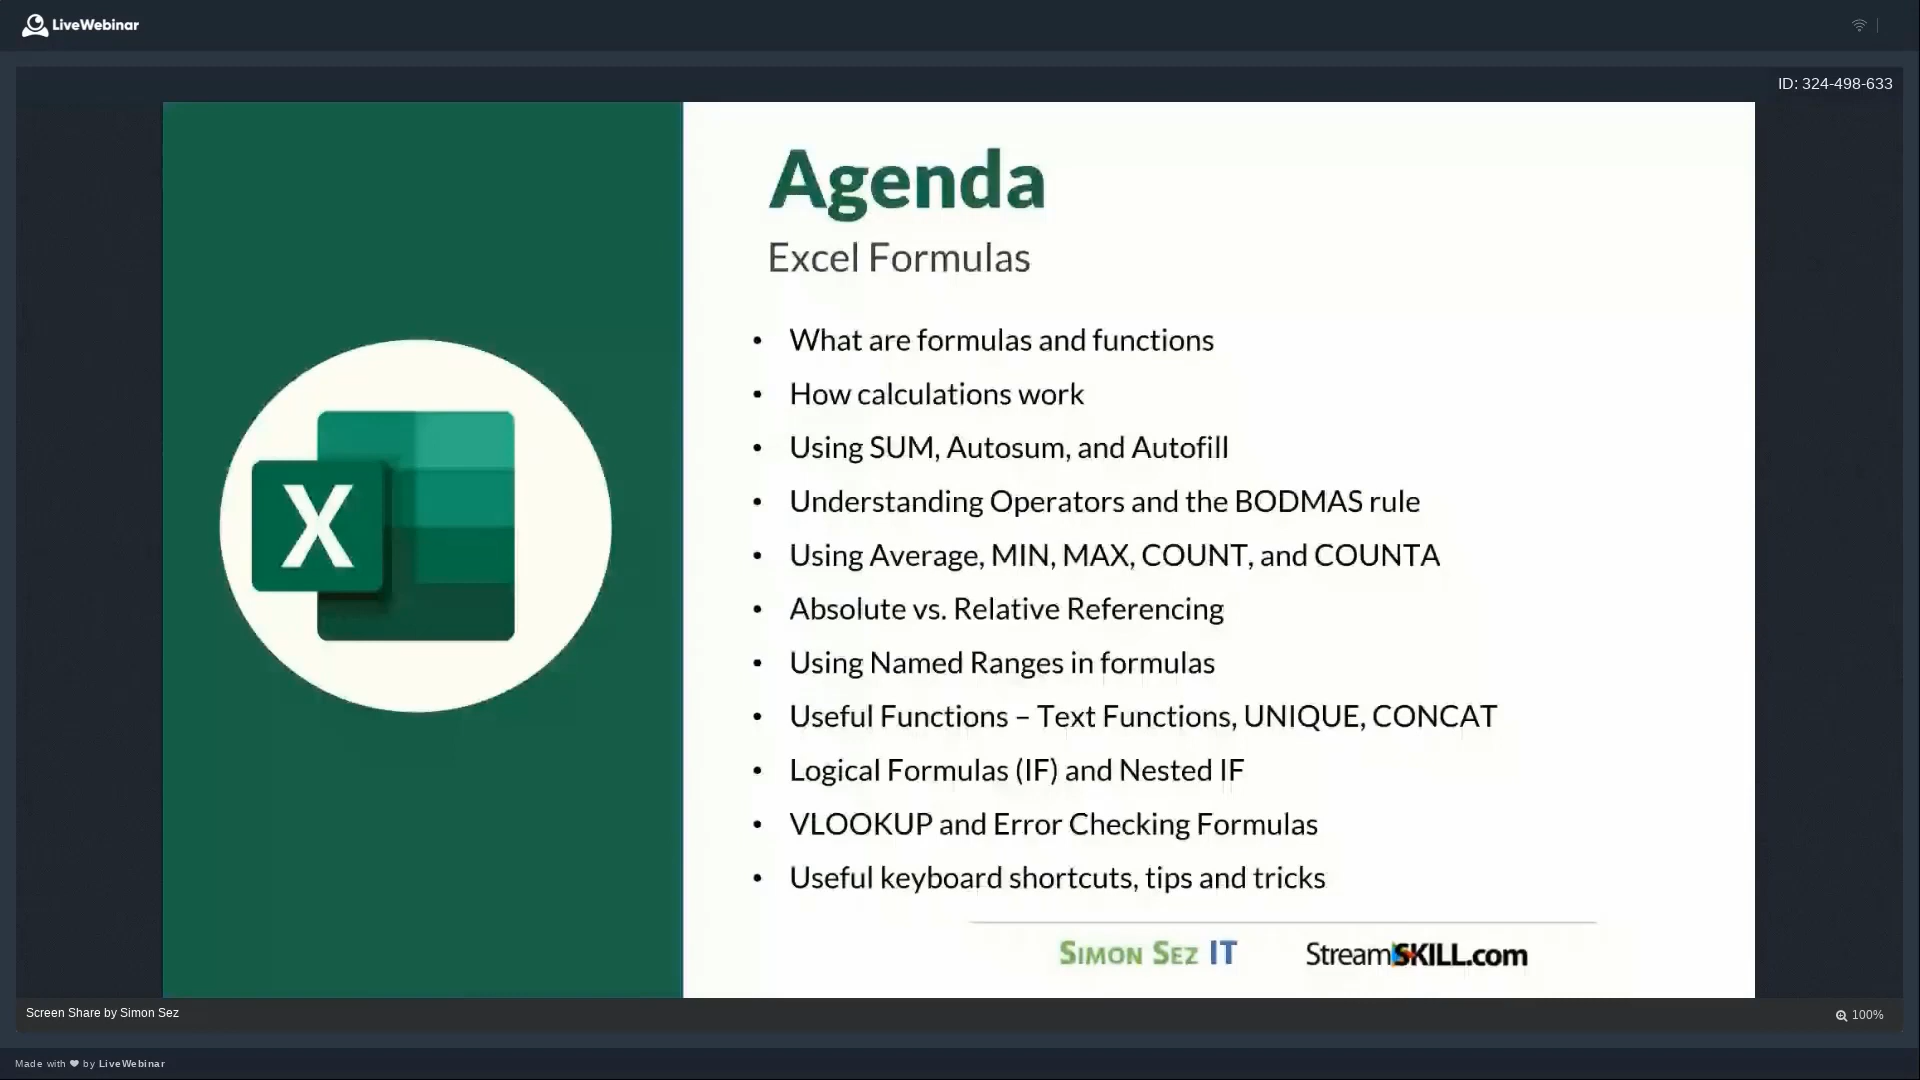 LiveWebinar
ID: 324-498-633
Agenda
Excel Formulas
X
• What are formulas and functions
• How calculations work
• Using SUM, Autosum, and Autofill
• Understanding Operators and the BODMAS rule
• Using Average, MIN, MAX, COUNT, and COUNTA
• Absolute vs. Relative Referencing
• Using Named Ranges in formulas
• Useful Functions – Text Functions, UNIQUE, CONCAT
• Logical Formulas (IF) and Nested IF
• VLOOKUP and Error Checking Formulas
• Useful keyboard shortcuts, tips and tricks
SIMON SEZ IT StreamSKILL.com
Screen Share by Simon Sez
100%
Made with ❤ by LiveWebinar